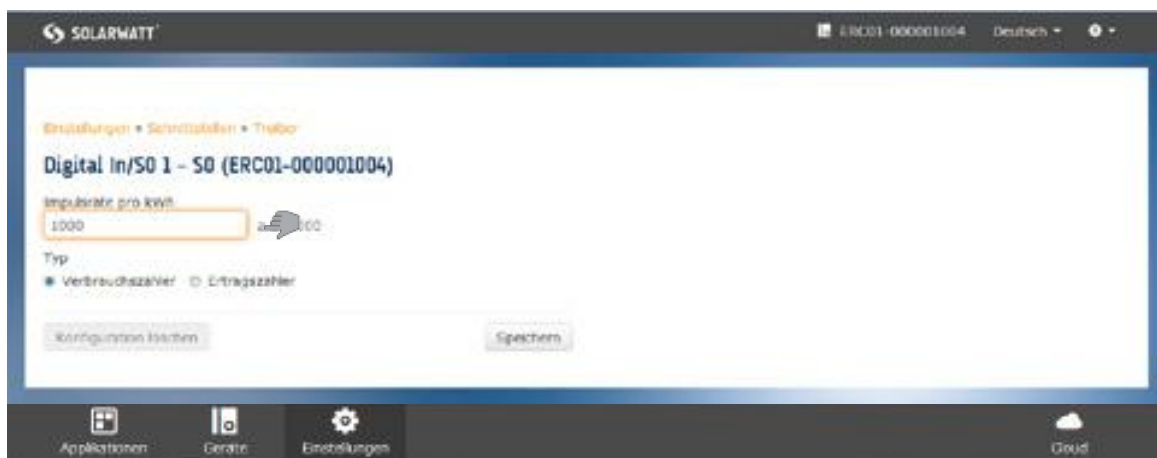 SOLARWATT
ERC01-000001004 Deutsch
Einstellungen » Schnittstellen » Treiber
Digital In/S0 1 - S0 (ERC01-000001004)
Impulsrate pro kWh
1000
Typ
Verbrauchszähler Ertragszähler
Konfiguration löschen Speichern
Applikationen Geräte Einstellungen Cloud